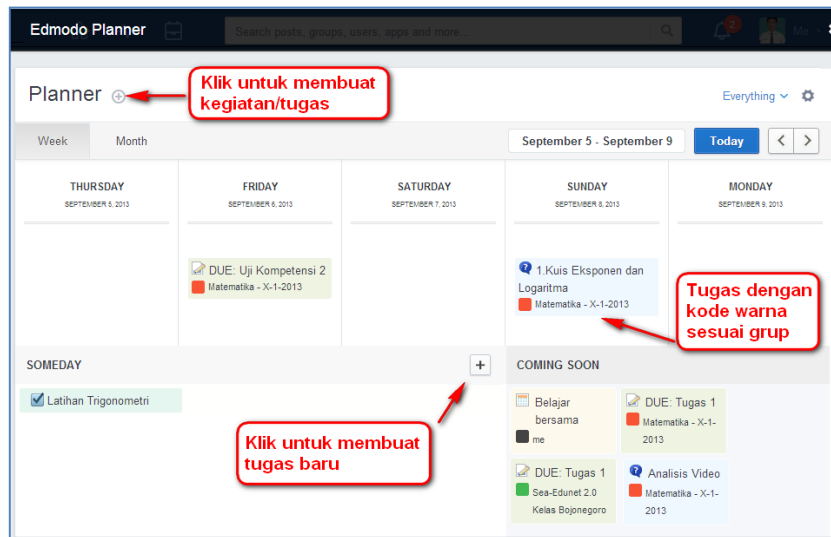 Edmodo Planner
Search posts, groups, users, apps and more...
2
Me
Planner
Klik untuk membuat
kegiatan/tugas
Everything
Week
Month
September 5 - September 9
Today
THURSDAY
SEPTEMBER 5, 2013
FRIDAY
SEPTEMBER 6, 2013
SATURDAY
SEPTEMBER 7, 2013
SUNDAY
SEPTEMBER 8, 2013
MONDAY
SEPTEMBER 9, 2013
DUE: Uji Kompetensi 2
Matematika - X-1-2013
1.Kuis Eksponen dan
Logaritma
Matematika - X-1-2013
Tugas dengan
kode warna
sesuai grup
SOMEDAY
+
COMING SOON
Latihan Trigonometri
Klik untuk membuat
tugas baru
Belajar
bersama
me
DUE: Tugas 1
Matematika - X-1-
2013
DUE: Tugas 1
Sea-Edunet 2.0
Kelas Bojonegoro
Analisis Video
Matematika - X-1-
2013